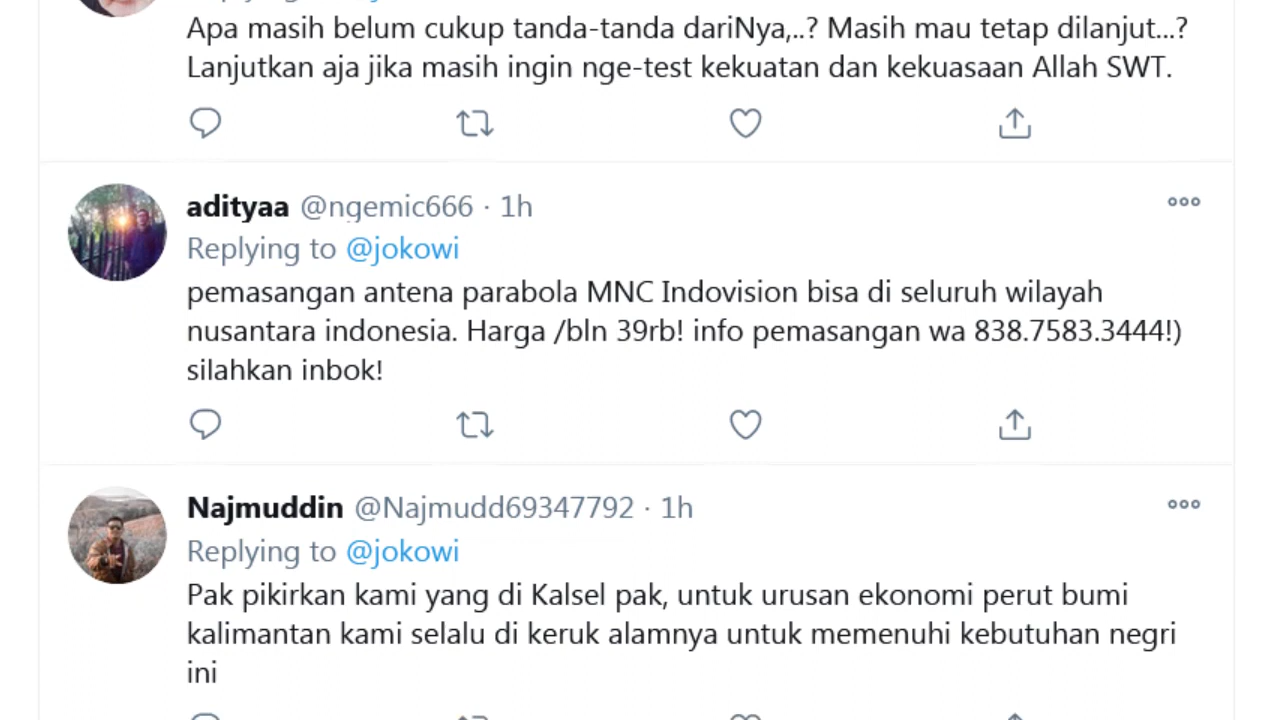 Apa masih belum cukup tanda-tanda dariNya,..? Masih mau tetap dilanjut...?
Lanjutkan aja jika masih ingin nge-test kekuatan dan kekuasaan Allah SWT.
adityaa @ngemic666 · 1h
Replying to @jokowi
pemasangan antena parabola MNC Indovision bisa di seluruh wilayah
nusantara indonesia. Harga /bln 39rb! info pemasangan wa 838.7583.3444!)
silahkan inbok!
Najmuddin @Najmudd69347792 · 1h
Replying to @jokowi
Pak pikirkan kami yang di Kalsel pak, untuk urusan ekonomi perut bumi
kalimantan kami selalu di keruk alamnya untuk memenuhi kebutuhan negri
ini